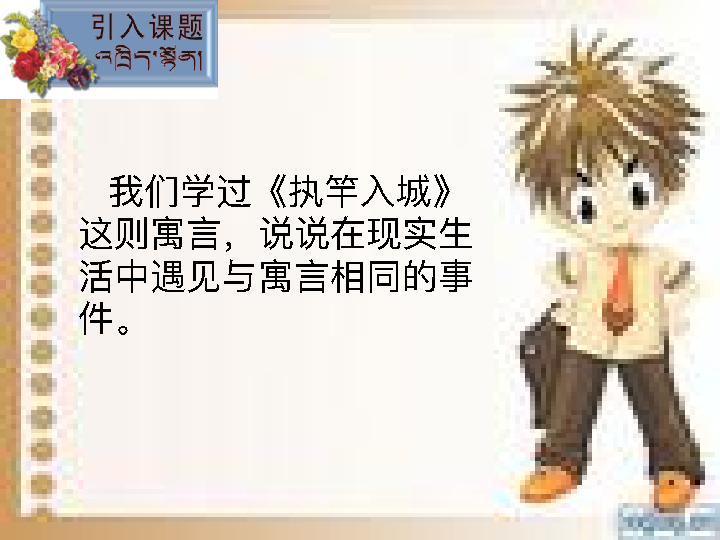 引入课题
འཁྲིད་སྟོན།
我们学过《执竿入城》
这则寓言，说说在现实生
活中遇见与寓言相同的事
件。